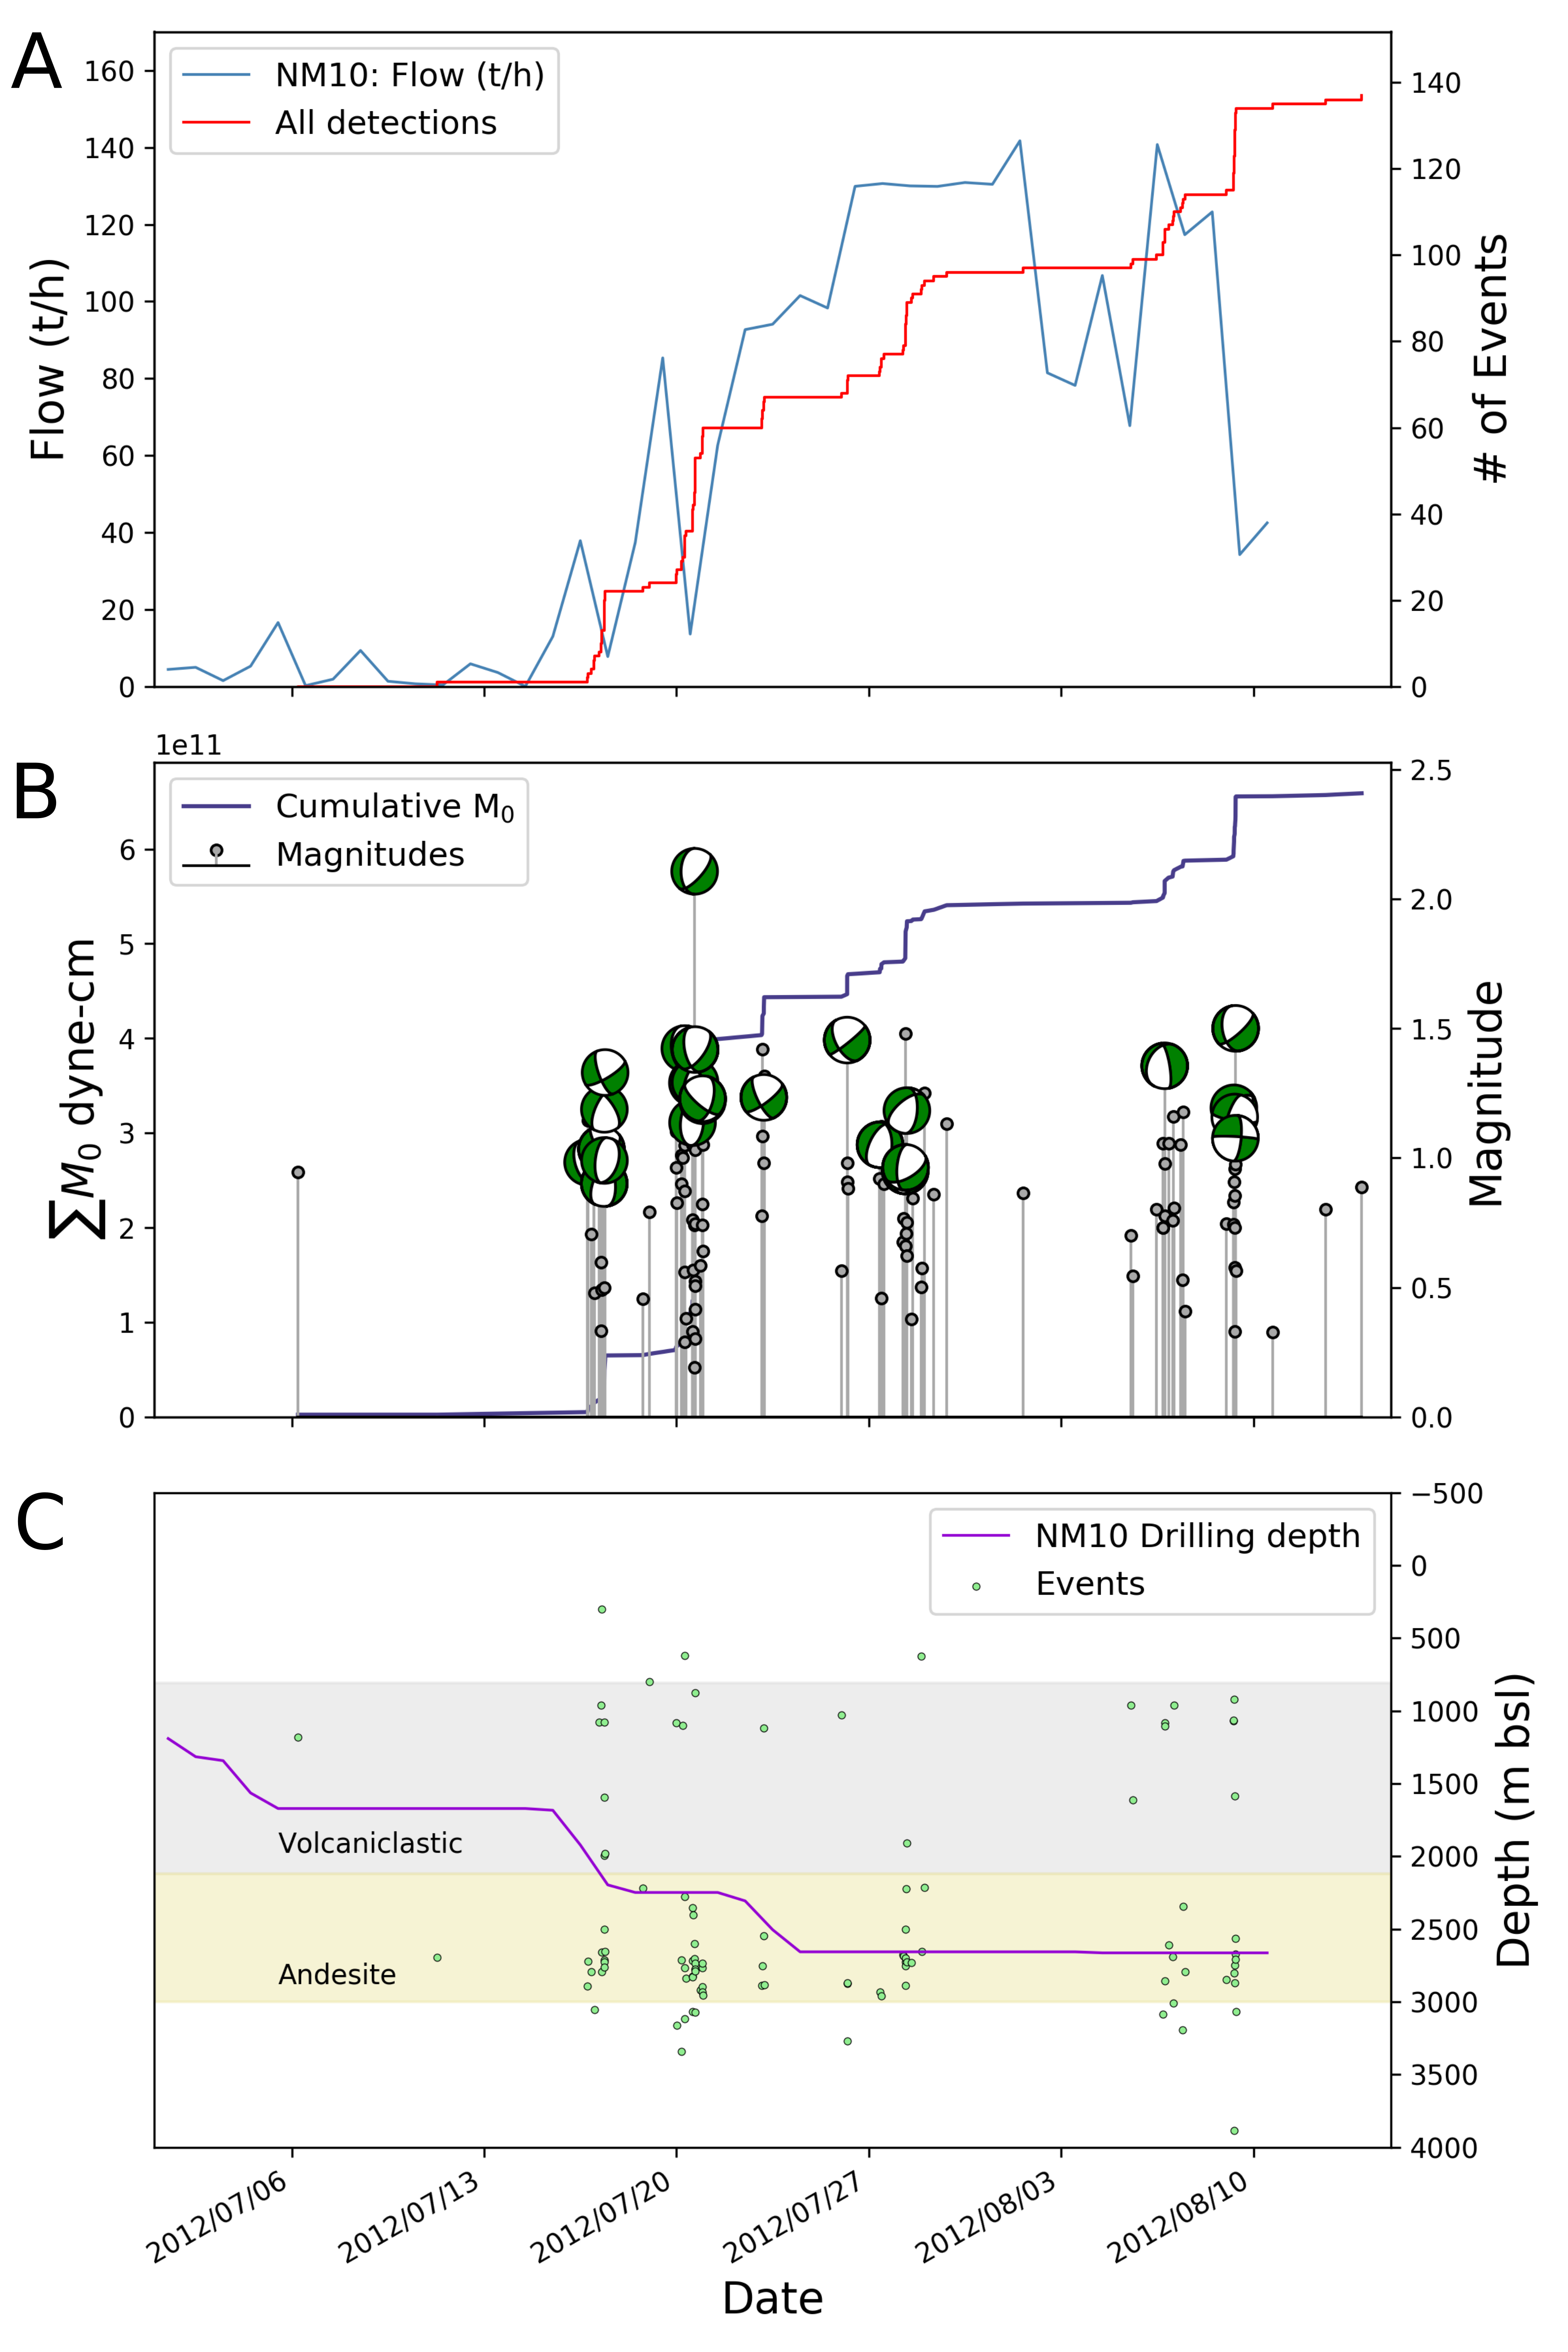 A
NM10: Flow (t/h)
All detections
160
140
120
100
80
60
40
20
0
Flow (t/h)
140
120
100
80
60
40
20
0
# of Events
B
1e11
Cumulative M0
Magnitudes
6
5
4
3
2
1
0
∑M0 dyne-cm
2.5
2.0
1.5
1.0
0.5
0.0
Magnitude
C
NM10 Drilling depth
Events
Volcaniclastic
Andesite
−500
0
500
1000
1500
2000
2500
3000
3500
4000
Depth (m bsl)
2012/07/06
2012/07/13
2012/07/20
2012/07/27
2012/08/03
2012/08/10
Date